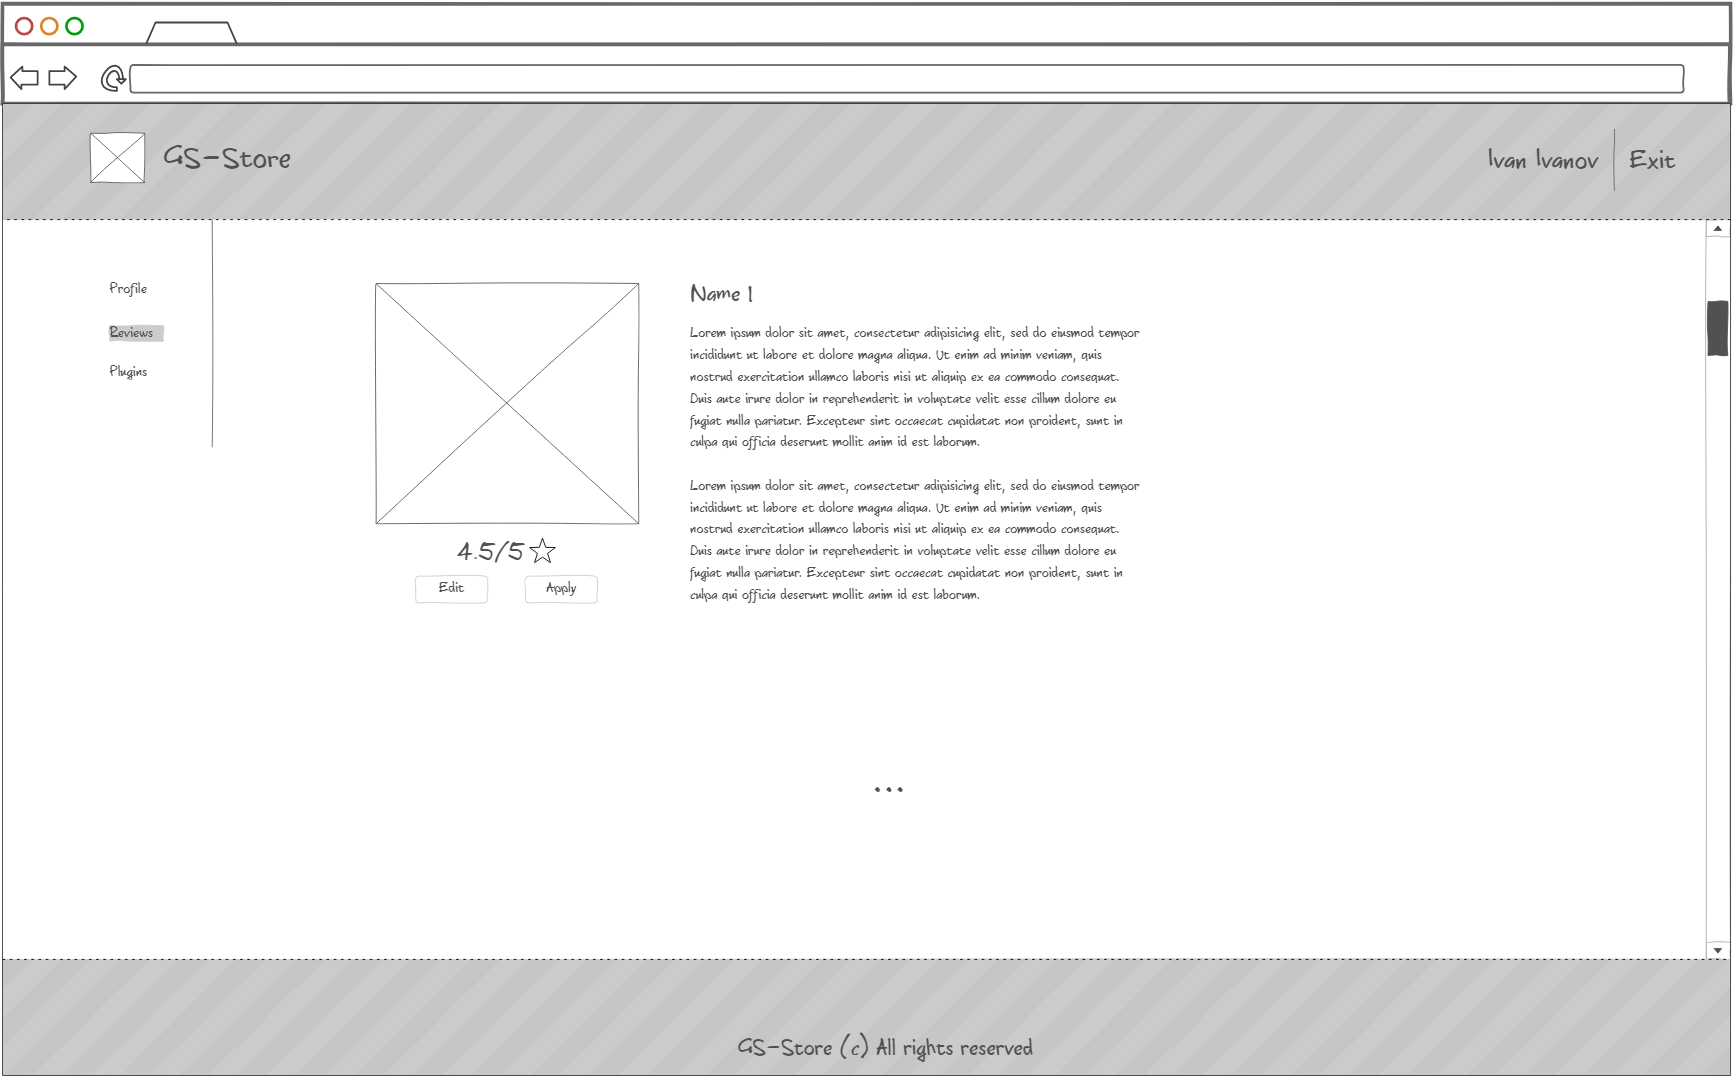 GS-Store
Ivan Ivanov
Exit
Profile
Reviews
Plugins
4.5/5
Edit
Apply
Name 1
Lorem ipsum dolor sit amet, consectetur adipisicing elit, sed do eiusmod tempor
incididunt ut labore et dolore magna aliqua. Ut enim ad minim veniam, quis
nostrud exercitation ullamco laboris nisi ut aliquip ex ea commodo consequat.
Duis aute irure dolor in reprehenderit in voluptate velit esse cillum dolore eu
fugiat nulla pariatur. Excepteur sint occaecat cupidatat non proident, sunt in
culpa qui officia deserunt mollit anim id est laborum.
Lorem ipsum dolor sit amet, consectetur adipisicing elit, sed do eiusmod tempor
incididunt ut labore et dolore magna aliqua. Ut enim ad minim veniam, quis
nostrud exercitation ullamco laboris nisi ut aliquip ex ea commodo consequat.
Duis aute irure dolor in reprehenderit in voluptate velit esse cillum dolore eu
fugiat nulla pariatur. Excepteur sint occaecat cupidatat non proident, sunt in
culpa qui officia deserunt mollit anim id est laborum.
...
GS-Store (c) All rights reserved